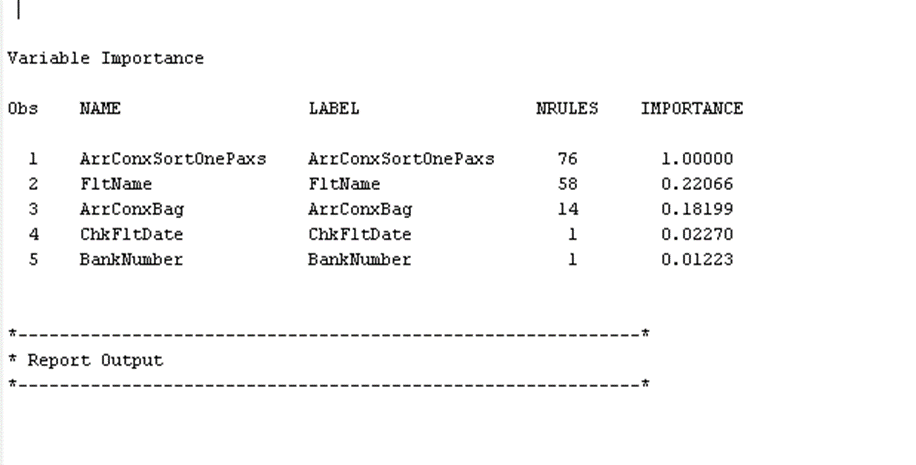 Variable Importance
Obs NAME LABEL NRULES IMPORTANCE
1 ArrConxSortOnePaxs ArrConxSortOnePaxs 76 1.00000
2 FltName FltName 58 0.22066
3 ArrConxBag ArrConxBag 14 0.18199
4 ChkFltDate ChkFltDate 1 0.02270
5 BankNumber BankNumber 1 0.01223
*------------------------------------------------------------*
* Report Output
*------------------------------------------------------------*